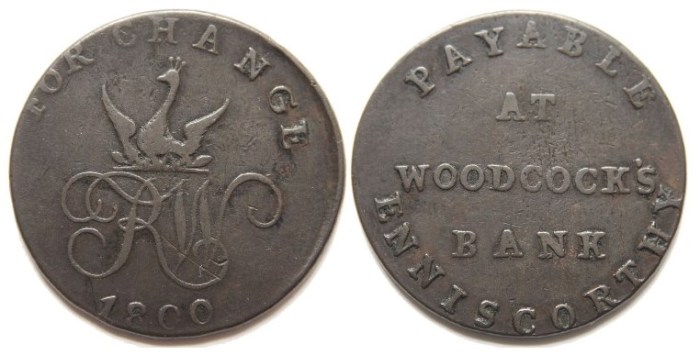 FOR CHANGE
RW
1800
PAYABLE
AT
WOODCOCK'S
BANK
ENNISCORTHY